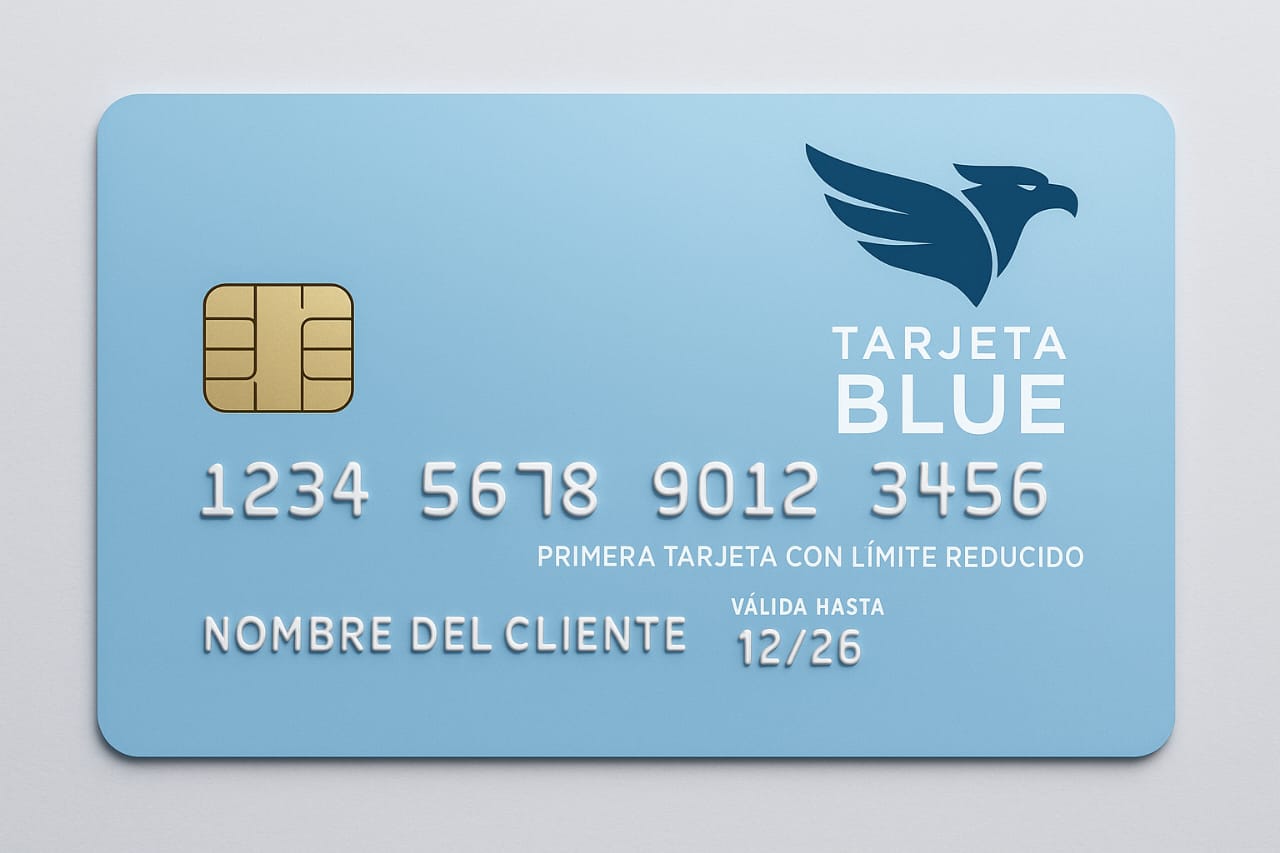 TARJETA
BLUE
1234 5678 9012 3456
PRIMERA TARJETA CON LÍMITE REDUCIDO
VÁLIDA HASTA
NOMBRE DEL CLIENTE 12/26